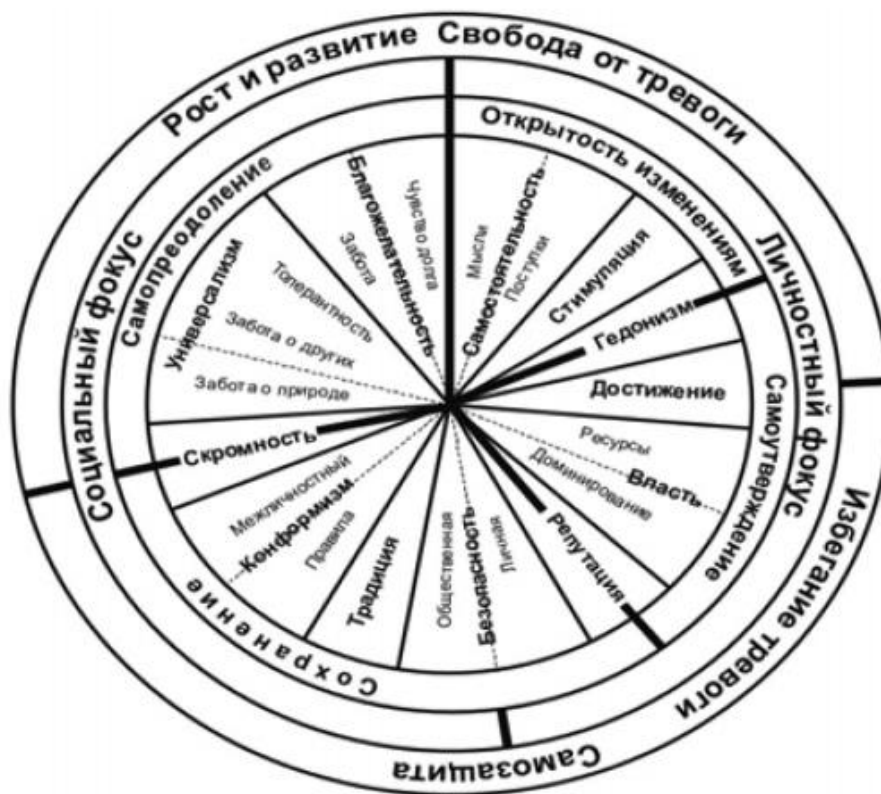 Рост и развитие
Свобода от тревоги
Избегание тревоги
Самозащита
Социальный фокус
Личностный фокус
Самопреодоление
Открытость изменениям
Самоутверждение
Сохранение
Мысли
Самостоятельность
Поступки
Стимуляция
Гедонизм
Достижение
Ресурсы
Власть
Доминирование
Репутация
Личная
Безопасность
Общественная
Традиция
Правила
Конформизм
Межличностный
Скромность
Забота о природе
Забота о других
Толерантность
Универсализм
Забота
Благожелательность
Чувство долга